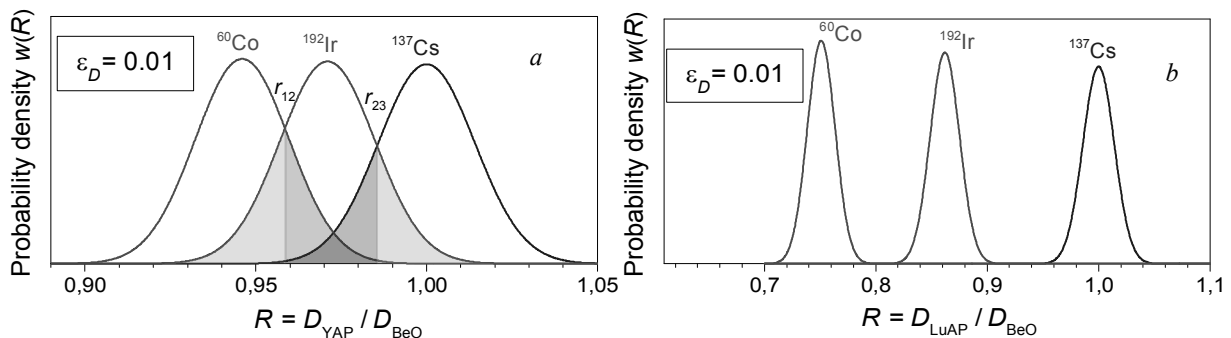 Probability density w(R)
ε_D = 0.01
⁶⁰Co
¹⁹²Ir
¹³⁷Cs
a
r₁₂
r₂₃
0,90
0,95
1,00
1,05
R = D_YAP / D_BeO
Probability density w(R)
ε_D = 0.01
⁶⁰Co
¹⁹²Ir
¹³⁷Cs
b
0,7
0,8
0,9
1,0
1,1
R = D_LuAP / D_BeO